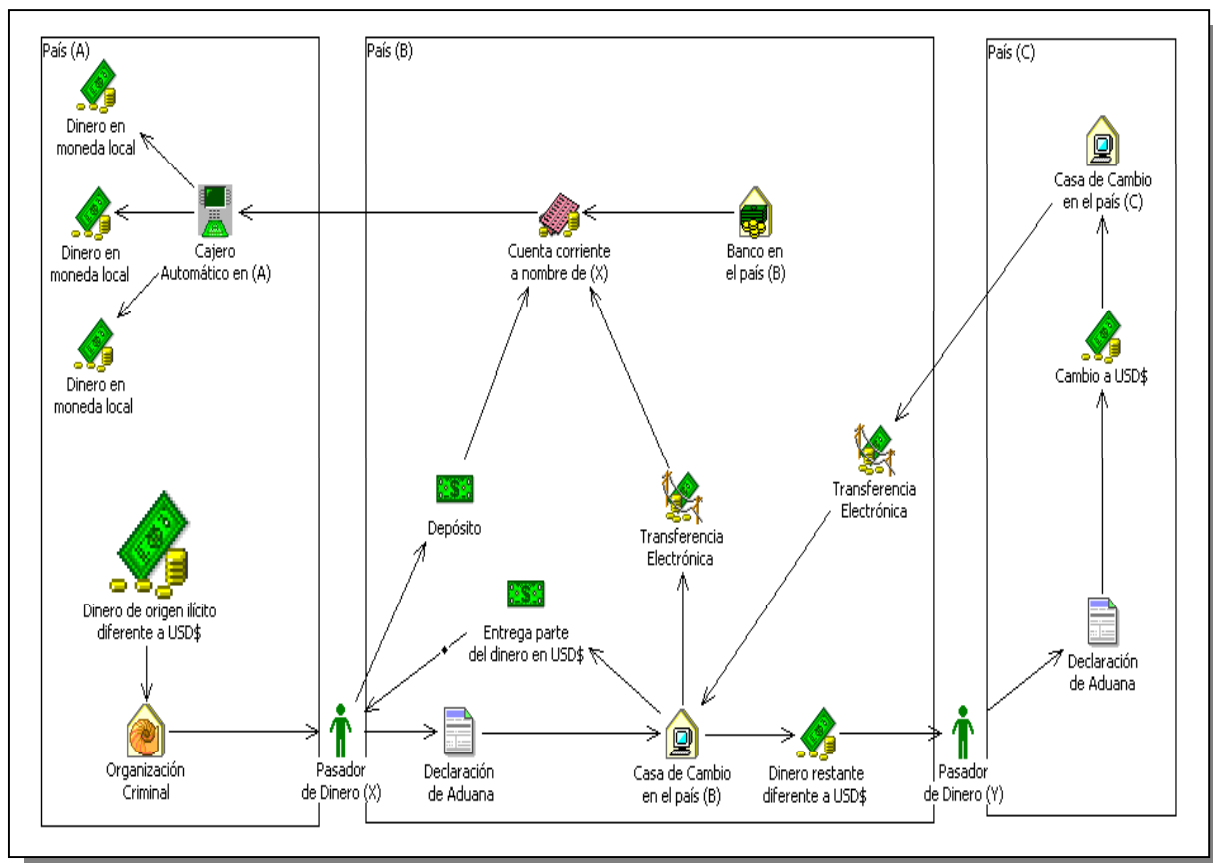 País (A)
Dinero en
moneda local
Dinero en
moneda local
Cajero
Automático en (A)
Dinero en
moneda local
Dinero de origen ilícito
diferente a USD$
Organización
Criminal
País (B)
Cuenta corriente
a nombre de (X)
Banco en
el país (B)
Depósito
Transferencia
Electrónica
Transferencia
Electrónica
Entrega parte
del dinero en USD$
Pasador
de Dinero (X)
Declaración
de Aduana
Casa de Cambio
en el país (B)
Dinero restante
diferente a USD$
Pasador
de Dinero (Y)
País (C)
Casa de Cambio
en el país (C)
Cambio a USD$
Declaración
de Aduana